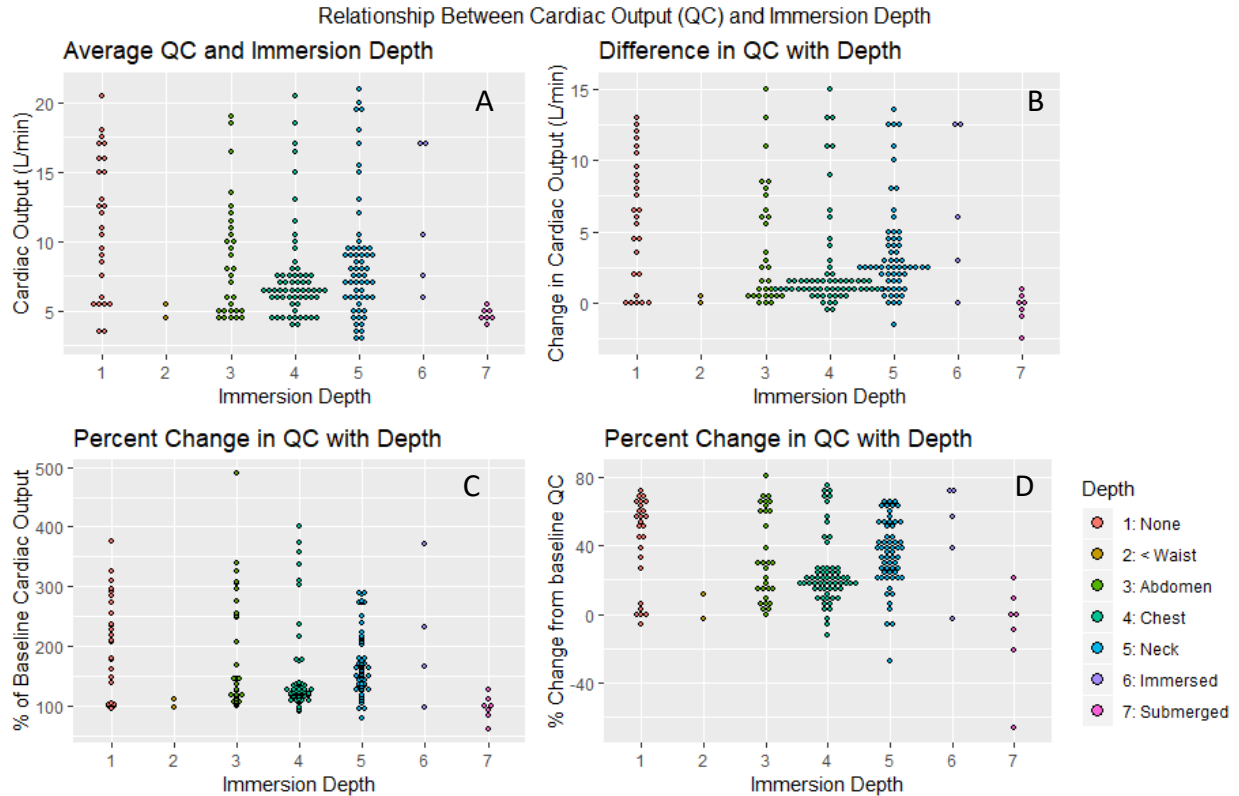 Relationship Between Cardiac Output (QC) and Immersion Depth
Average QC and Immersion Depth
A
Cardiac Output (L/min)
20
15
10
5
1 2 3 4 5 6 7
Immersion Depth
Difference in QC with Depth
B
Change in Cardiac Output (L/min)
15
10
5
0
1 2 3 4 5 6 7
Immersion Depth
Percent Change in QC with Depth
C
% of Baseline Cardiac Output
500
400
300
200
100
1 2 3 4 5 6 7
Immersion Depth
Percent Change in QC with Depth
D
% Change from baseline QC
80
40
0
-40
1 2 3 4 5 6 7
Immersion Depth
Depth
1: None
2: < Waist
3: Abdomen
4: Chest
5: Neck
6: Immersed
7: Submerged